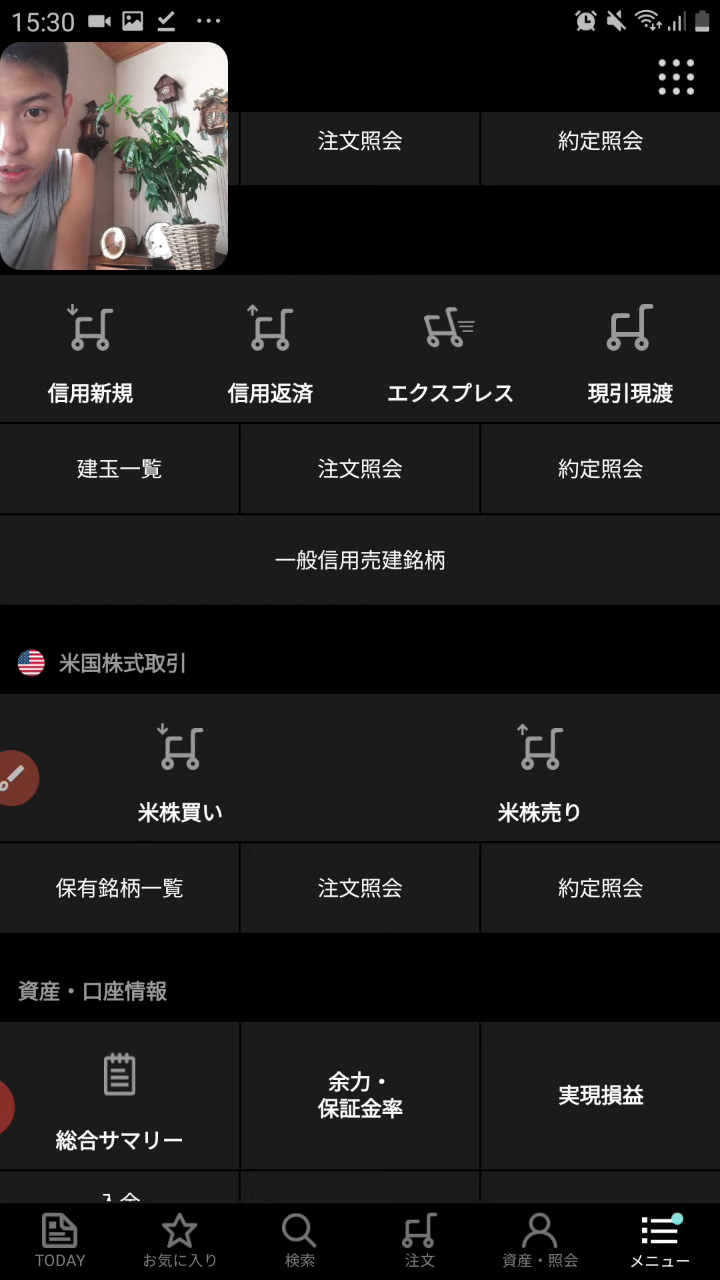 15:30
注文照会
約定照会
信用新規
信用返済
エクスプレス
現引現渡
建玉一覧
注文照会
約定照会
一般信用売建銘柄
米国株式取引
米株買い
米株売り
保有銘柄一覧
注文照会
約定照会
資産・口座情報
総合サマリー
余力・
保証金率
実現損益
入金
TODAY
お気に入り
検索
注文
資産・照会
メニュー